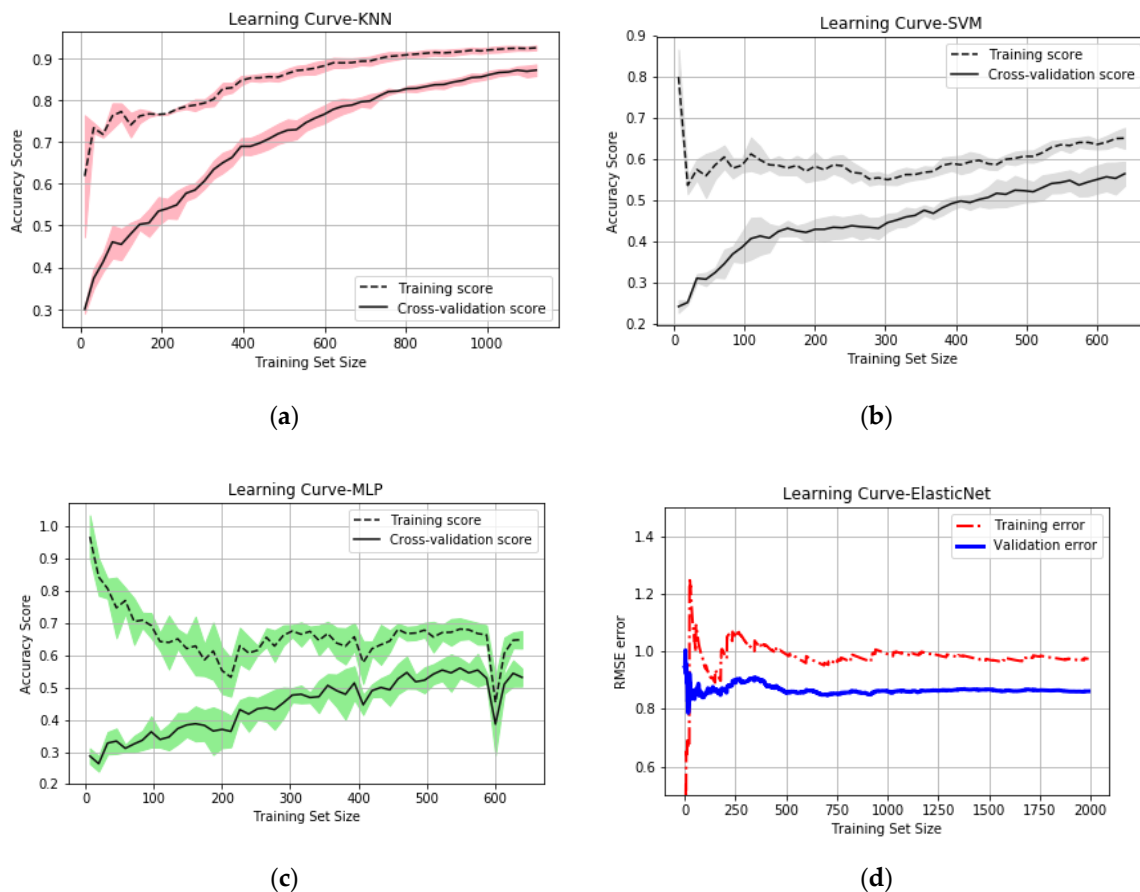 Learning Curve-KNN
Accuracy Score
0.9
0.8
0.7
0.6
0.5
0.4
0.3
Training score
Cross-validation score
0 200 400 600 800 1000
Training Set Size
(a)
Learning Curve-SVM
Accuracy Score
0.9
0.8
0.7
0.6
0.5
0.4
0.3
0.2
Training score
Cross-validation score
0 100 200 300 400 500 600
Training Set Size
(b)
Learning Curve-MLP
Accuracy Score
1.0
0.9
0.8
0.7
0.6
0.5
0.4
0.3
0.2
Training score
Cross-validation score
0 100 200 300 400 500 600
Training Set Size
(c)
Learning Curve-ElasticNet
RMSE error
1.4
1.2
1.0
0.8
0.6
Training error
Validation error
0 250 500 750 1000 1250 1500 1750 2000
Training Set Size
(d)